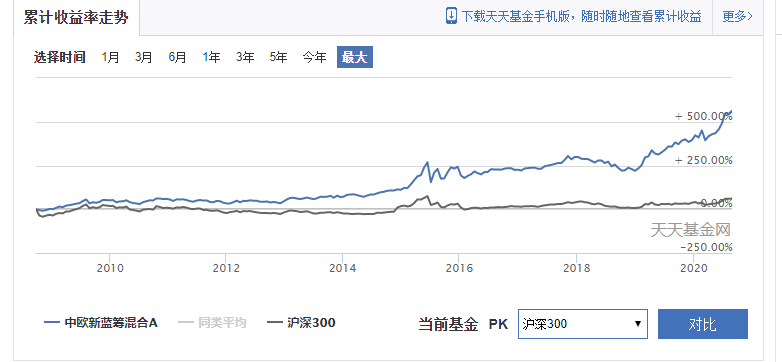 累计收益率走势 下载天天基金手机版，随时随地查看累计收益 更多>
选择时间 1月 3月 6月 1年 3年 5年 今年 最大
+ 500.00%
+ 250.00%
0.00%
天天基金网
-250.00%
2010 2012 2014 2016 2018 2020
中欧新蓝筹混合A 同类平均 沪深300 当前基金 PK 沪深300 对比